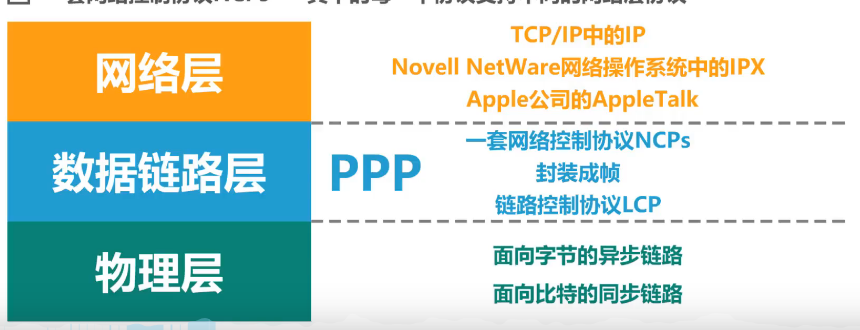 网络层
TCP/IP中的IP
Novell NetWare网络操作系统中的IPX
Apple公司的AppleTalk
数据链路层
PPP
一套网络控制协议NCPs
封装成帧
链路控制协议LCP
物理层
面向字节的异步链路
面向比特的同步链路